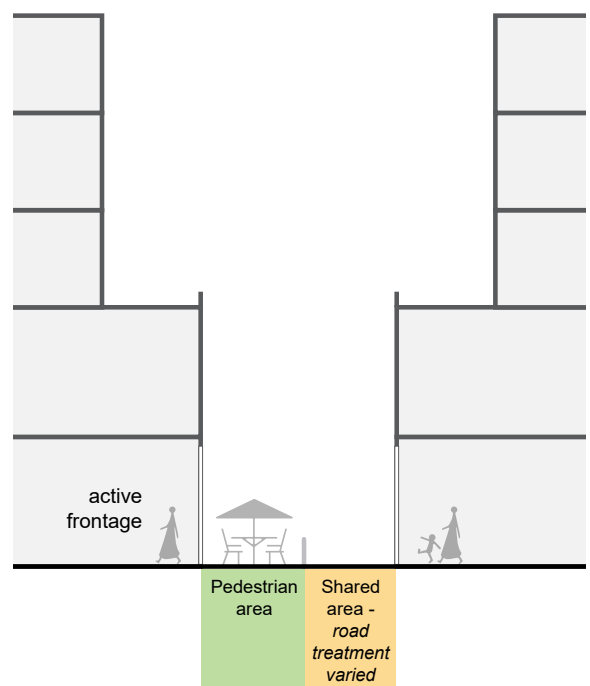 active
frontage
Pedestrian
area
Shared
area -
road
treatment
varied